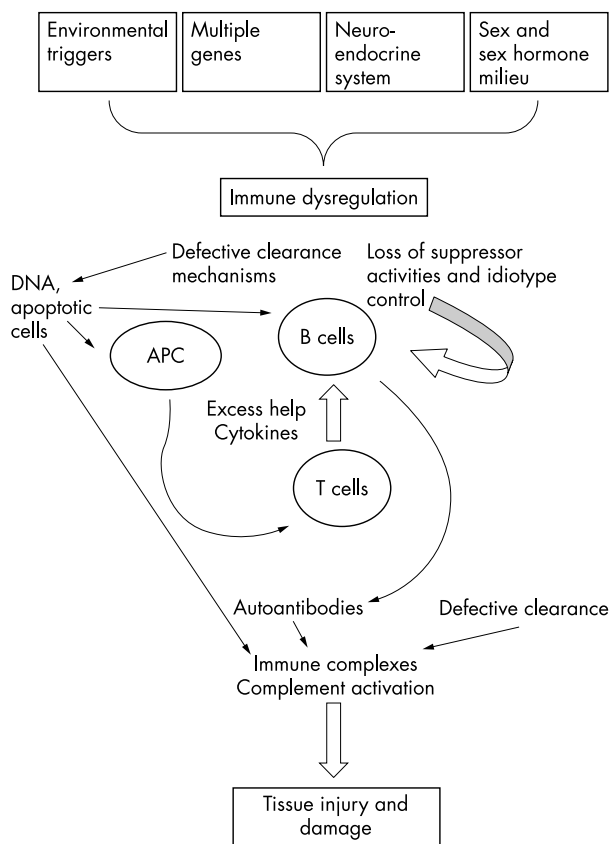 Environmental
triggers
Multiple
genes
Neuro-
endocrine
system
Sex and
sex hormone
milieu
Immune dysregulation
Defective clearance
mechanisms
Loss of suppressor
activities and idiotype
control
DNA,
apoptotic
cells
B cells
APC
Excess help
Cytokines
T cells
Autoantibodies
Defective clearance
Immune complexes
Complement activation
Tissue injury and
damage